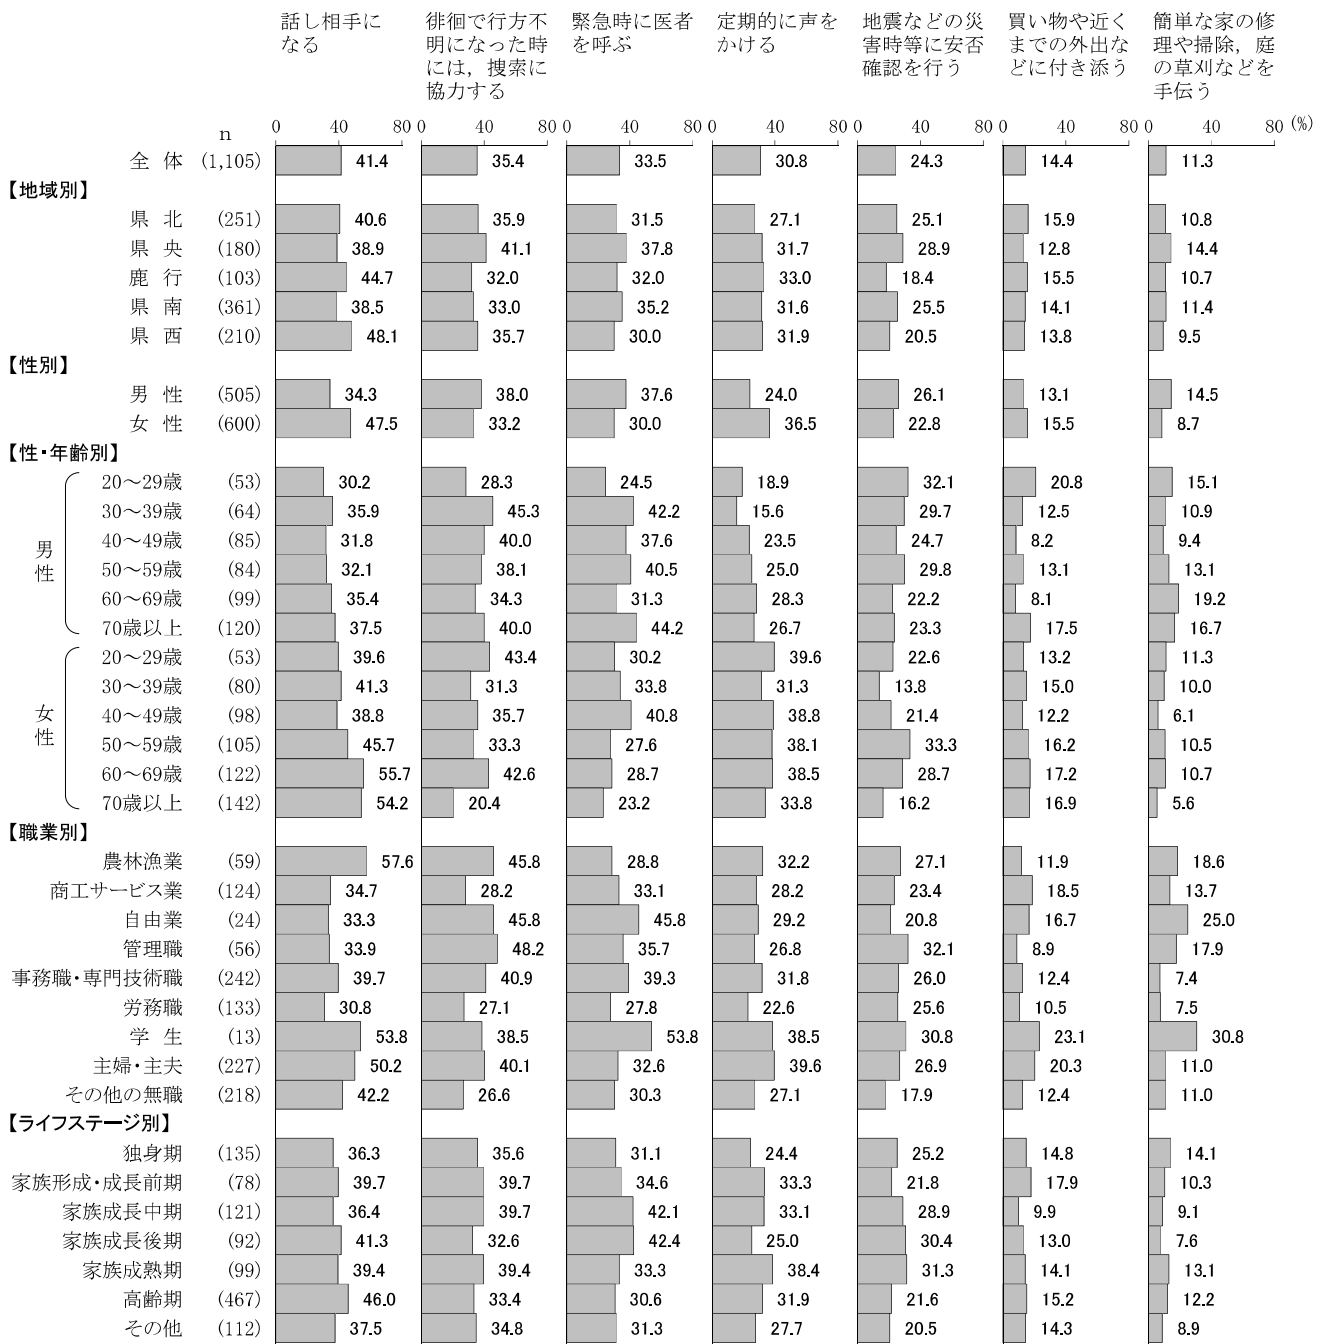 話し相手に
なる
徘徊で行方不
明になった時
には，捜索に
協力する
緊急時に医者
を呼ぶ
定期的に声を
かける
地震などの災
害時等に安否
確認を行う
買い物や近く
までの外出な
どに付き添う
簡単な家の修
理や掃除，庭
の草刈などを
手伝う
n 0 40 80 0 40 80 0 40 80 0 40 80 0 40 80 0 40 80 0 40 80 (%)
全 体 (1,105) 41.4 35.4 33.5 30.8 24.3 14.4 11.3
【地域別】
県 北 (251) 40.6 35.9 31.5 27.1 25.1 15.9 10.8
県 央 (180) 38.9 41.1 37.8 31.7 28.9 12.8 14.4
鹿 行 (103) 44.7 32.0 32.0 33.0 18.4 15.5 10.7
県 南 (361) 38.5 33.0 35.2 31.6 25.5 14.1 11.4
県 西 (210) 48.1 35.7 30.0 31.9 20.5 13.8 9.5
【性別】
男 性 (505) 34.3 38.0 37.6 24.0 26.1 13.1 14.5
女 性 (600) 47.5 33.2 30.0 36.5 22.8 15.5 8.7
【性・年齢別】
男性
20～29歳 (53) 30.2 28.3 24.5 18.9 32.1 20.8 15.1
30～39歳 (64) 35.9 45.3 42.2 15.6 29.7 12.5 10.9
40～49歳 (85) 31.8 40.0 37.6 23.5 24.7 8.2 9.4
50～59歳 (84) 32.1 38.1 40.5 25.0 29.8 13.1 13.1
60～69歳 (99) 35.4 34.3 31.3 28.3 22.2 8.1 19.2
70歳以上 (120) 37.5 40.0 44.2 26.7 23.3 17.5 16.7
女性
20～29歳 (53) 39.6 43.4 30.2 39.6 22.6 13.2 11.3
30～39歳 (80) 41.3 31.3 33.8 31.3 13.8 15.0 10.0
40～49歳 (98) 38.8 35.7 40.8 38.8 21.4 12.2 6.1
50～59歳 (105) 45.7 33.3 27.6 38.1 33.3 16.2 10.5
60～69歳 (122) 55.7 42.6 28.7 38.5 28.7 17.2 10.7
70歳以上 (142) 54.2 20.4 23.2 33.8 16.2 16.9 5.6
【職業別】
農林漁業 (59) 57.6 45.8 28.8 32.2 27.1 11.9 18.6
商工サービス業 (124) 34.7 28.2 33.1 28.2 23.4 18.5 13.7
自由業 (24) 33.3 45.8 45.8 29.2 20.8 16.7 25.0
管理職 (56) 33.9 48.2 35.7 26.8 32.1 8.9 17.9
事務職・専門技術職 (242) 39.7 40.9 39.3 31.8 26.0 12.4 7.4
労務職 (133) 30.8 27.1 27.8 22.6 25.6 10.5 7.5
学 生 (13) 53.8 38.5 53.8 38.5 30.8 23.1 30.8
主婦・主夫 (227) 50.2 40.1 32.6 39.6 26.9 20.3 11.0
その他の無職 (218) 42.2 26.6 30.3 27.1 17.9 12.4 11.0
【ライフステージ別】
独身期 (135) 36.3 35.6 31.1 24.4 25.2 14.8 14.1
家族形成・成長前期 (78) 39.7 39.7 34.6 33.3 21.8 17.9 10.3
家族成長中期 (121) 36.4 39.7 42.1 33.1 28.9 9.9 9.1
家族成長後期 (92) 41.3 32.6 42.4 25.0 30.4 13.0 7.6
家族成熟期 (99) 39.4 39.4 33.3 38.4 31.3 14.1 13.1
高齢期 (467) 46.0 33.4 30.6 31.9 21.6 15.2 12.2
その他 (112) 37.5 34.8 31.3 27.7 20.5 14.3 8.9